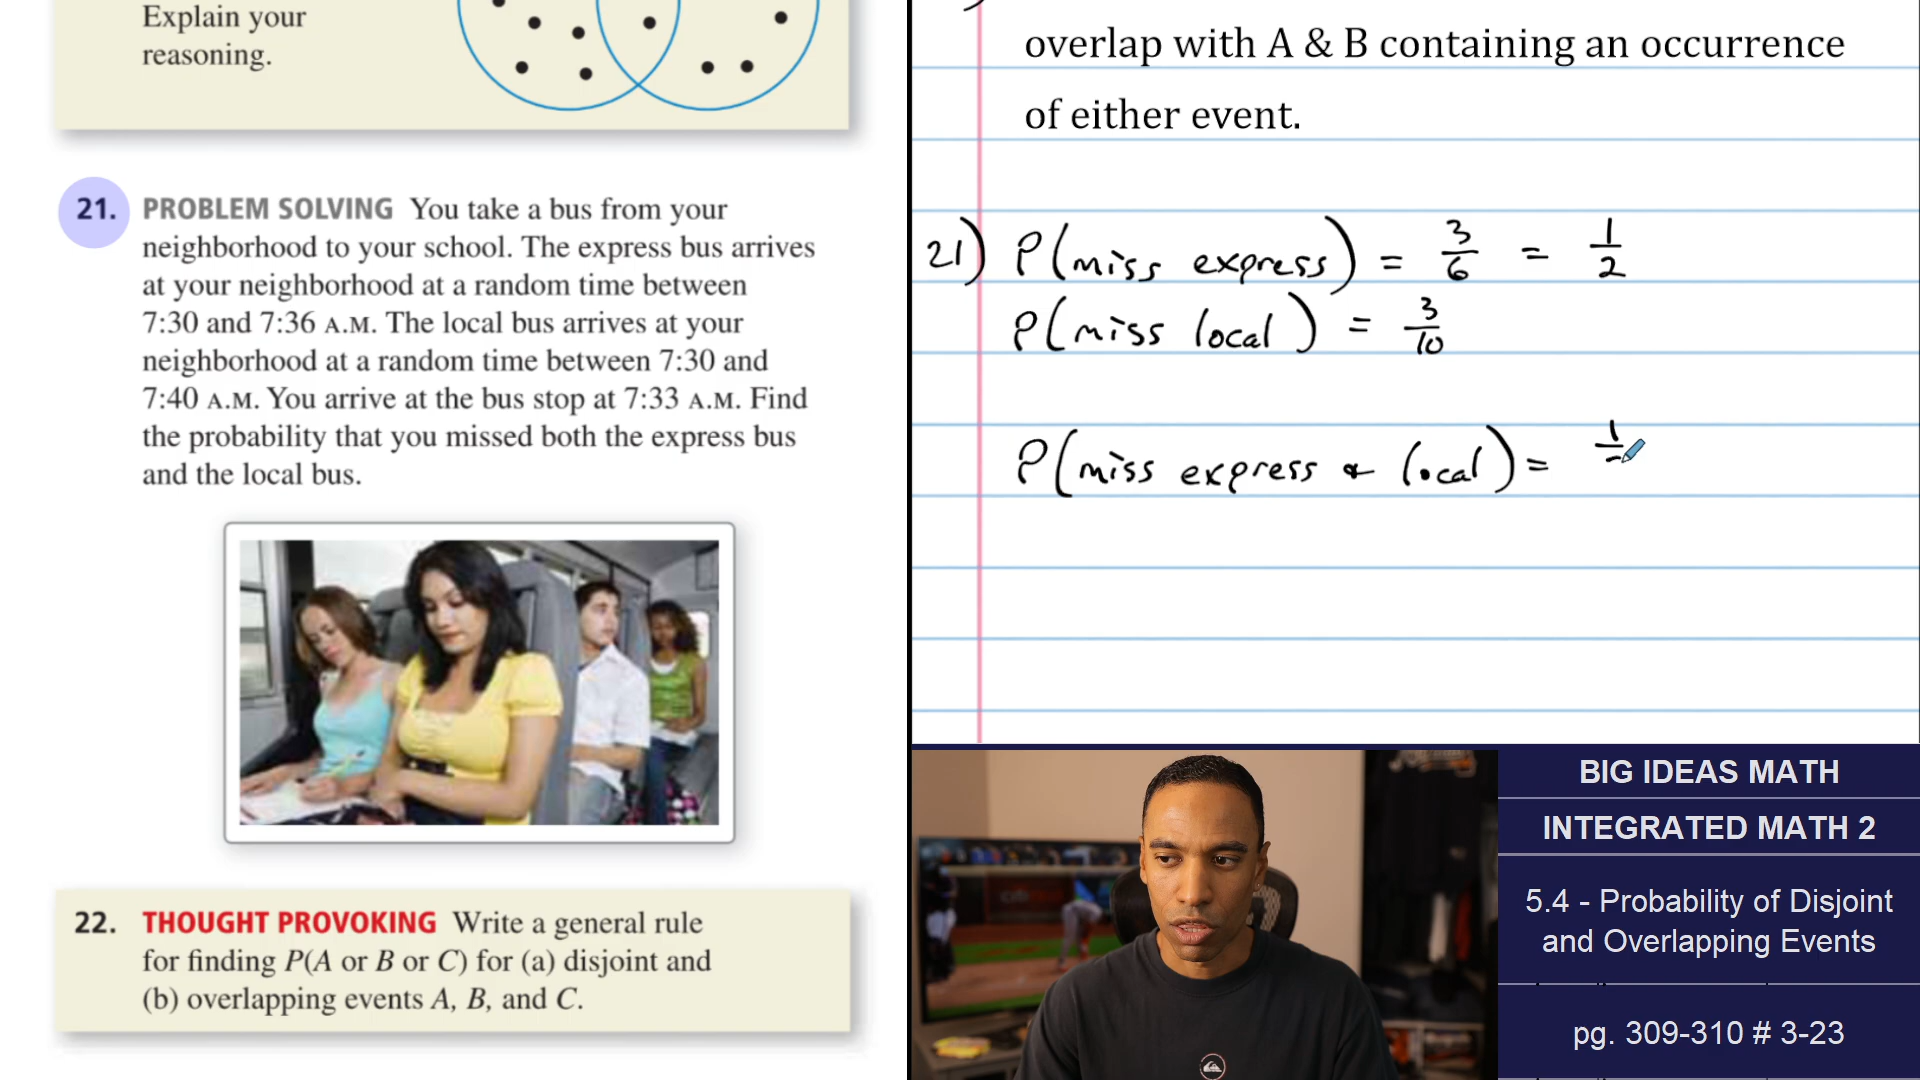 Explain your
reasoning.
21. PROBLEM SOLVING You take a bus from your
neighborhood to your school. The express bus arrives
at your neighborhood at a random time between
7:30 and 7:36 A.M. The local bus arrives at your
neighborhood at a random time between 7:30 and
7:40 A.M. You arrive at the bus stop at 7:33 A.M. Find
the probability that you missed both the express bus
and the local bus.
22. THOUGHT PROVOKING Write a general rule
for finding P(A or B or C) for (a) disjoint and
(b) overlapping events A, B, and C.
overlap with A & B containing an occurrence
of either event.
21) P(miss express) = 3/6 = 1/2
P(miss local) = 3/10
P(miss express & local) = 1/
BIG IDEAS MATH
INTEGRATED MATH 2
5.4 - Probability of Disjoint
and Overlapping Events
pg. 309-310 # 3-23